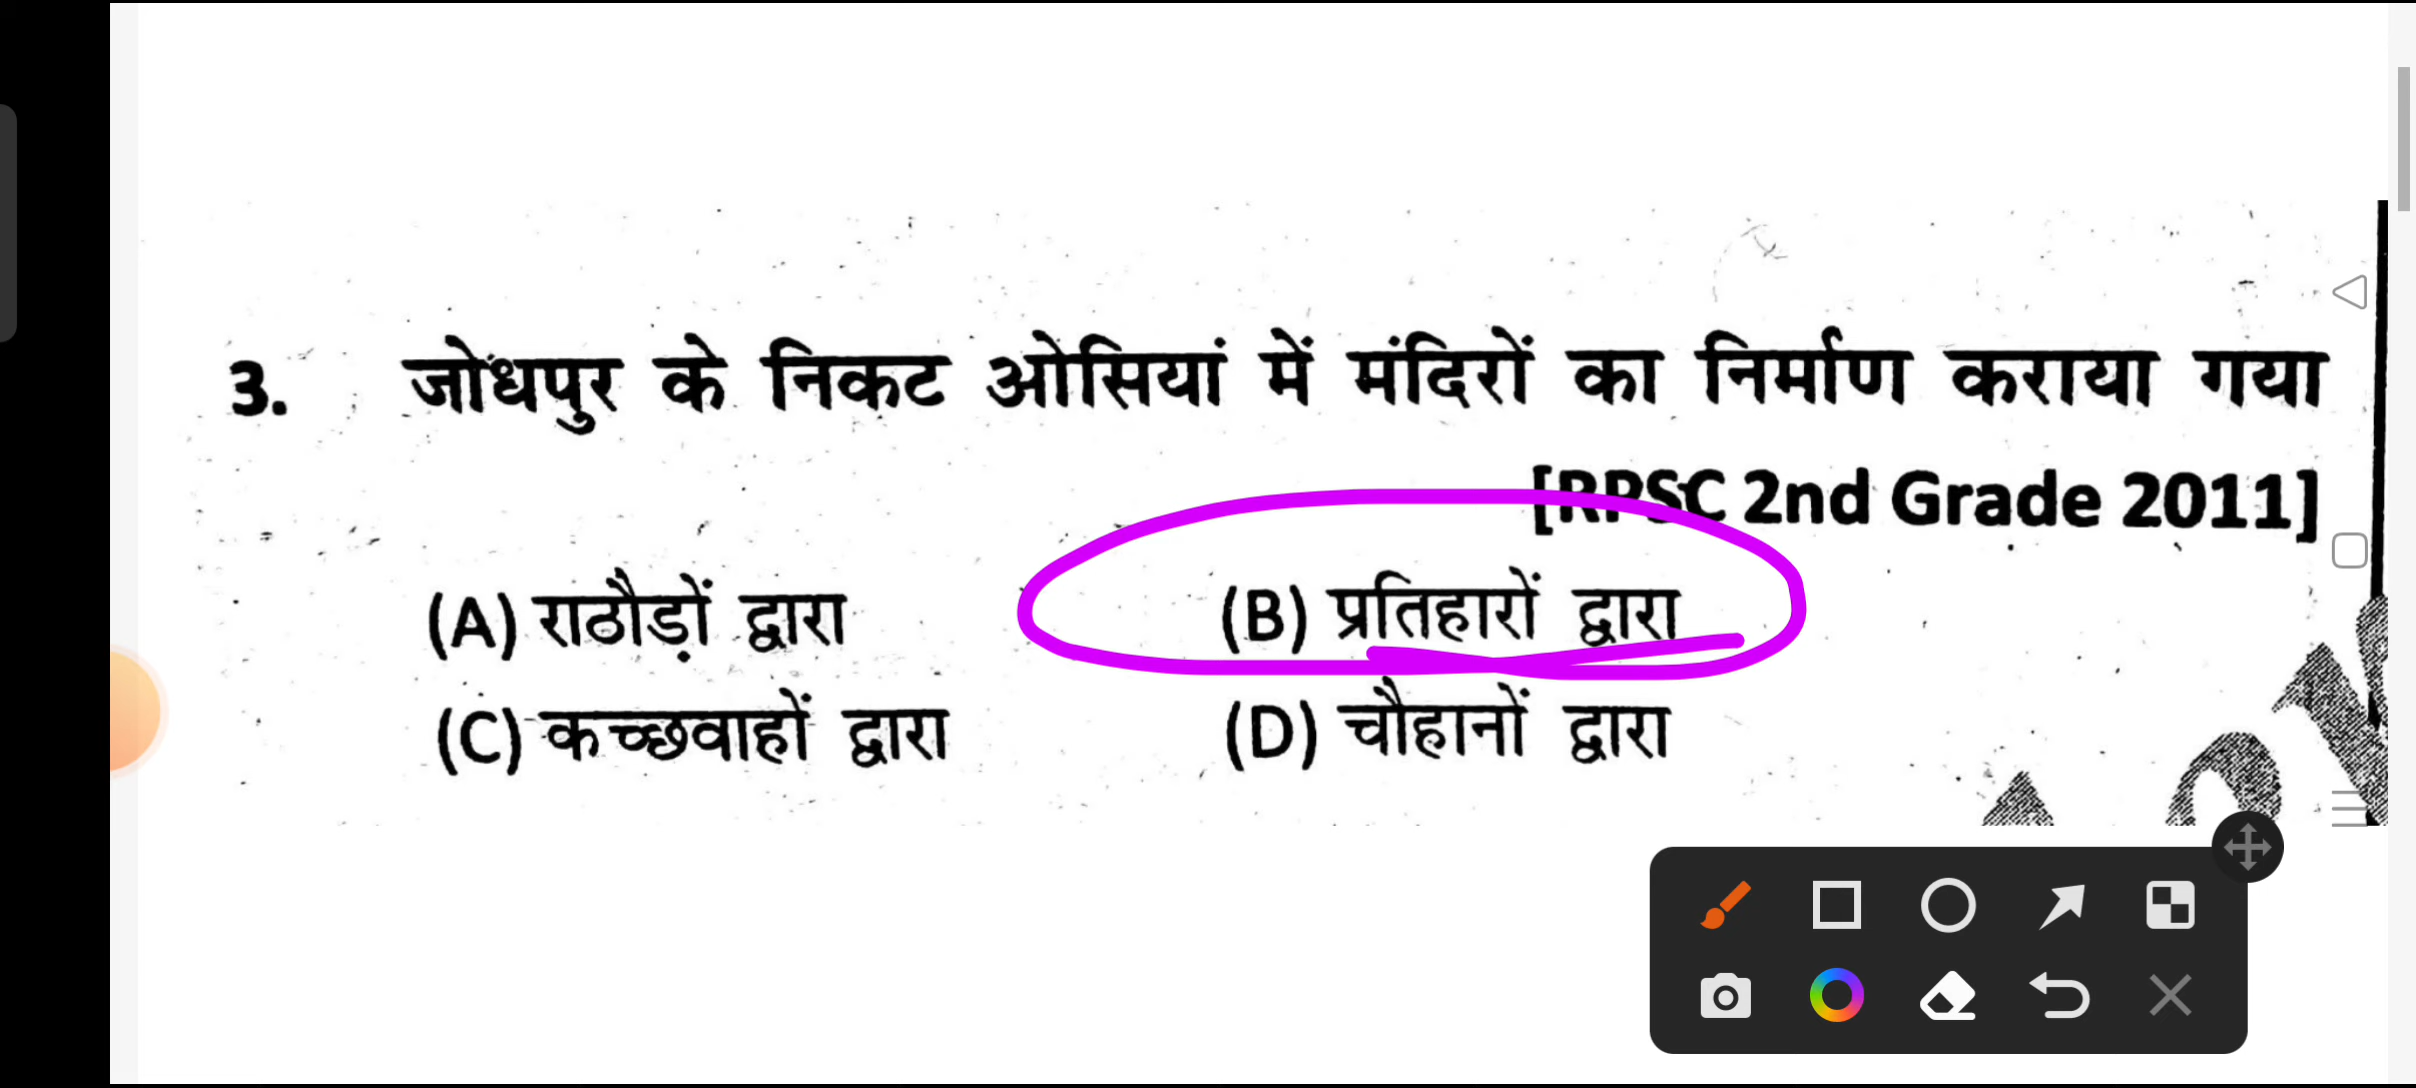 3. जोधपुर के निकट ओसियां में मंदिरों का निर्माण कराया गया
[RPSC 2nd Grade 2011]
(A) राठौड़ों द्वारा (B) प्रतिहारों द्वारा
(C) कच्छवाहों द्वारा (D) चौहानों द्वारा